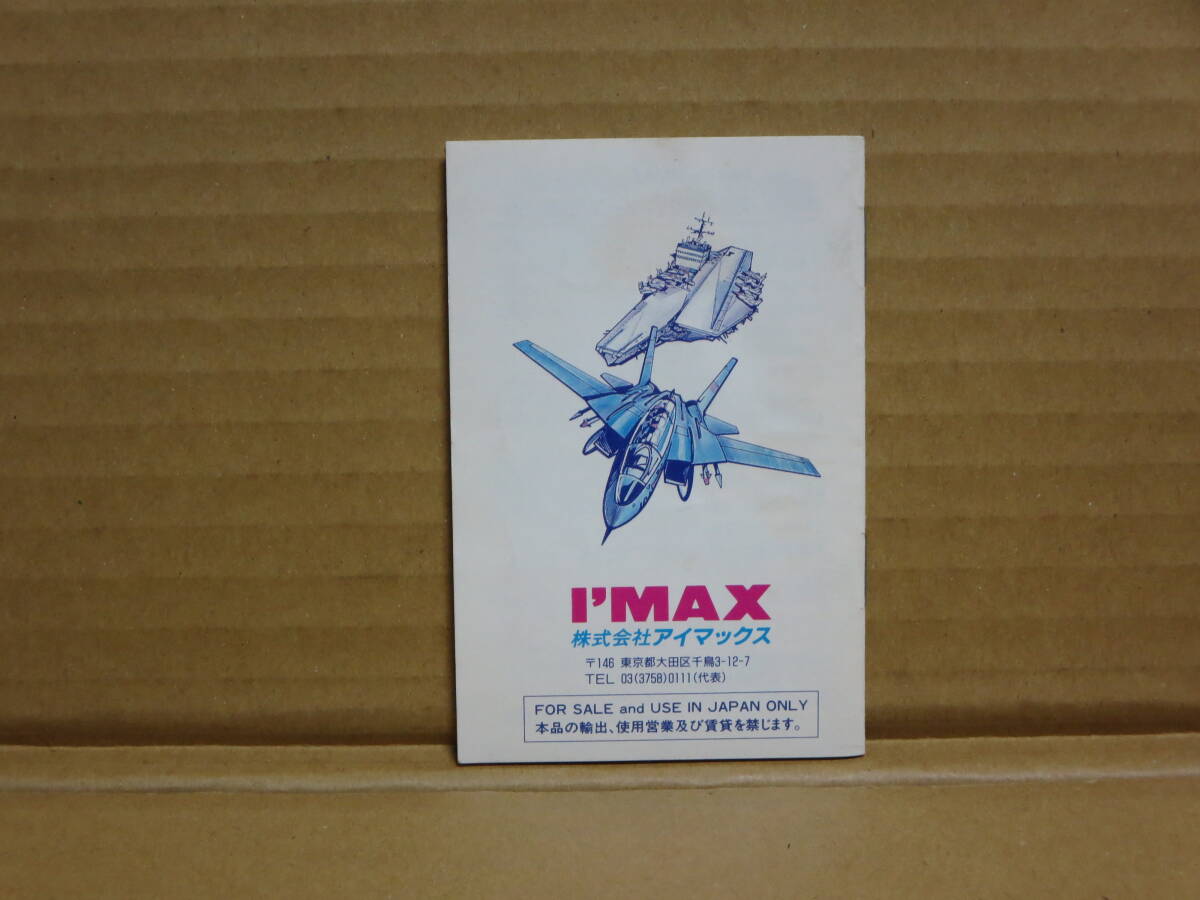 I'MAX
株式会社アイマックス
〒146 東京都大田区千鳥3-12-7
TEL 03(3758)0111(代表)
FOR SALE and USE IN JAPAN ONLY
本品の輸出、使用営業及び賃貸を禁じます。